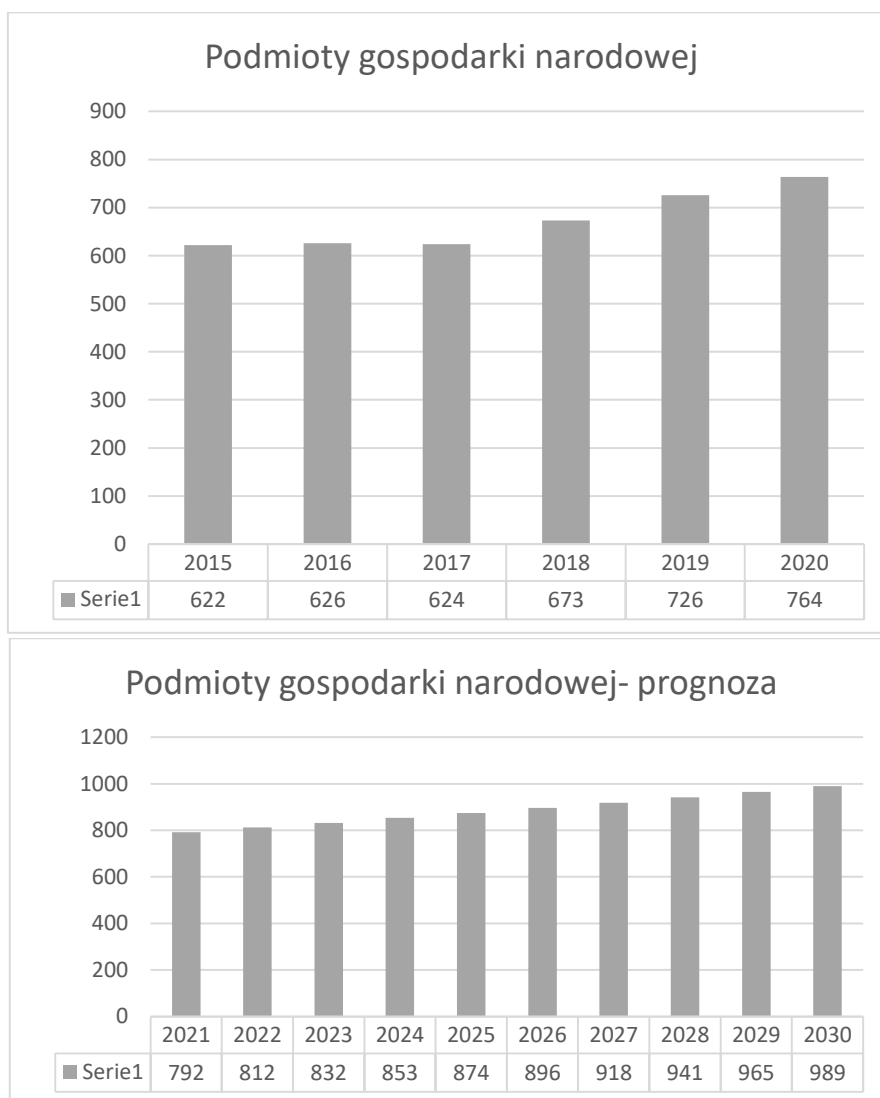 Podmioty gospodarki narodowej
900
800
700
600
500
400
300
200
100
0
2015 2016 2017 2018 2019 2020
Serie1 622 626 624 673 726 764
Podmioty gospodarki narodowej- prognoza
1200
1000
800
600
400
200
0
2021 2022 2023 2024 2025 2026 2027 2028 2029 2030
Serie1 792 812 832 853 874 896 918 941 965 989